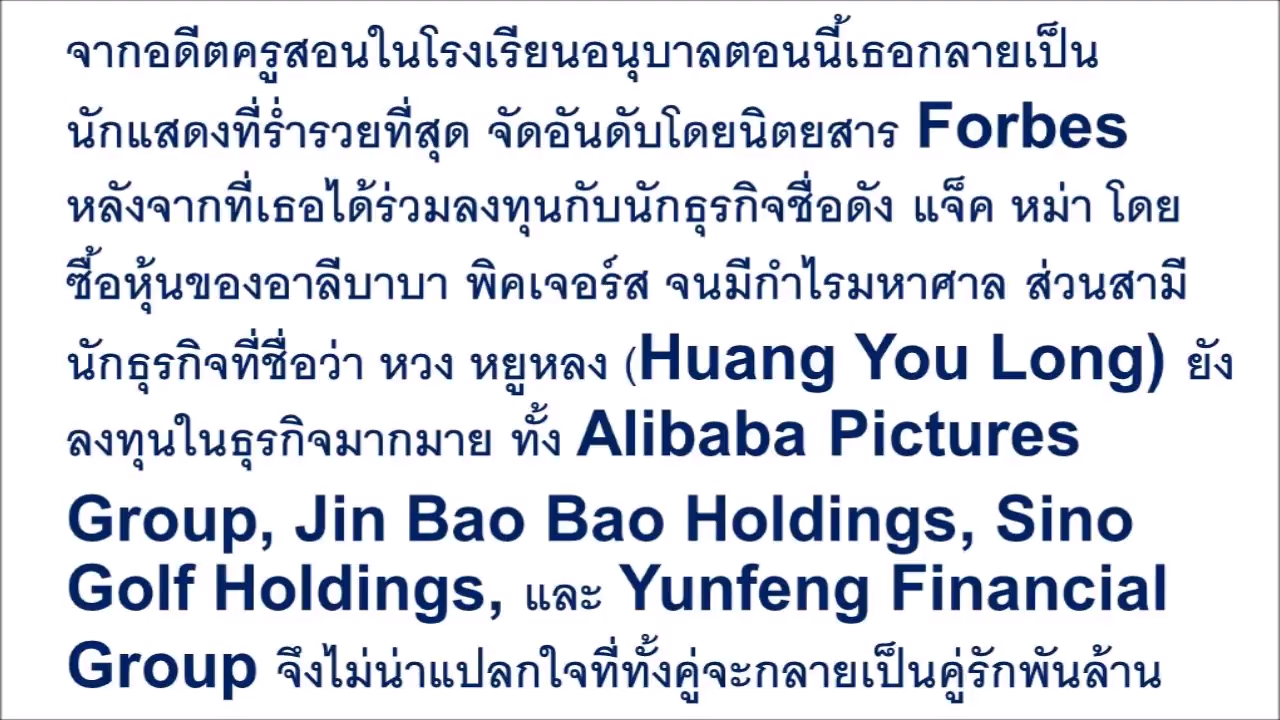 จากอดีตครูสอนในโรงเรียนอนุบาลตอนนี้เธอกลายเป็น
นักแสดงที่ร่ำรวยที่สุด จัดอันดับโดยนิตยสาร Forbes
หลังจากที่เธอได้ร่วมลงทุนกับนักธุรกิจชื่อดัง แจ็ค หม่า โดย
ซื้อหุ้นของอาลีบาบา พิคเจอร์ส จนมีกำไรมหาศาล ส่วนสามี
นักธุรกิจที่ชื่อว่า หวง หยูหลง (Huang You Long) ยัง
ลงทุนในธุรกิจมากมาย ทั้ง Alibaba Pictures
Group, Jin Bao Bao Holdings, Sino
Golf Holdings, และ Yunfeng Financial
Group จึงไม่น่าแปลกใจที่ทั้งคู่จะกลายเป็นคู่รักพันล้าน